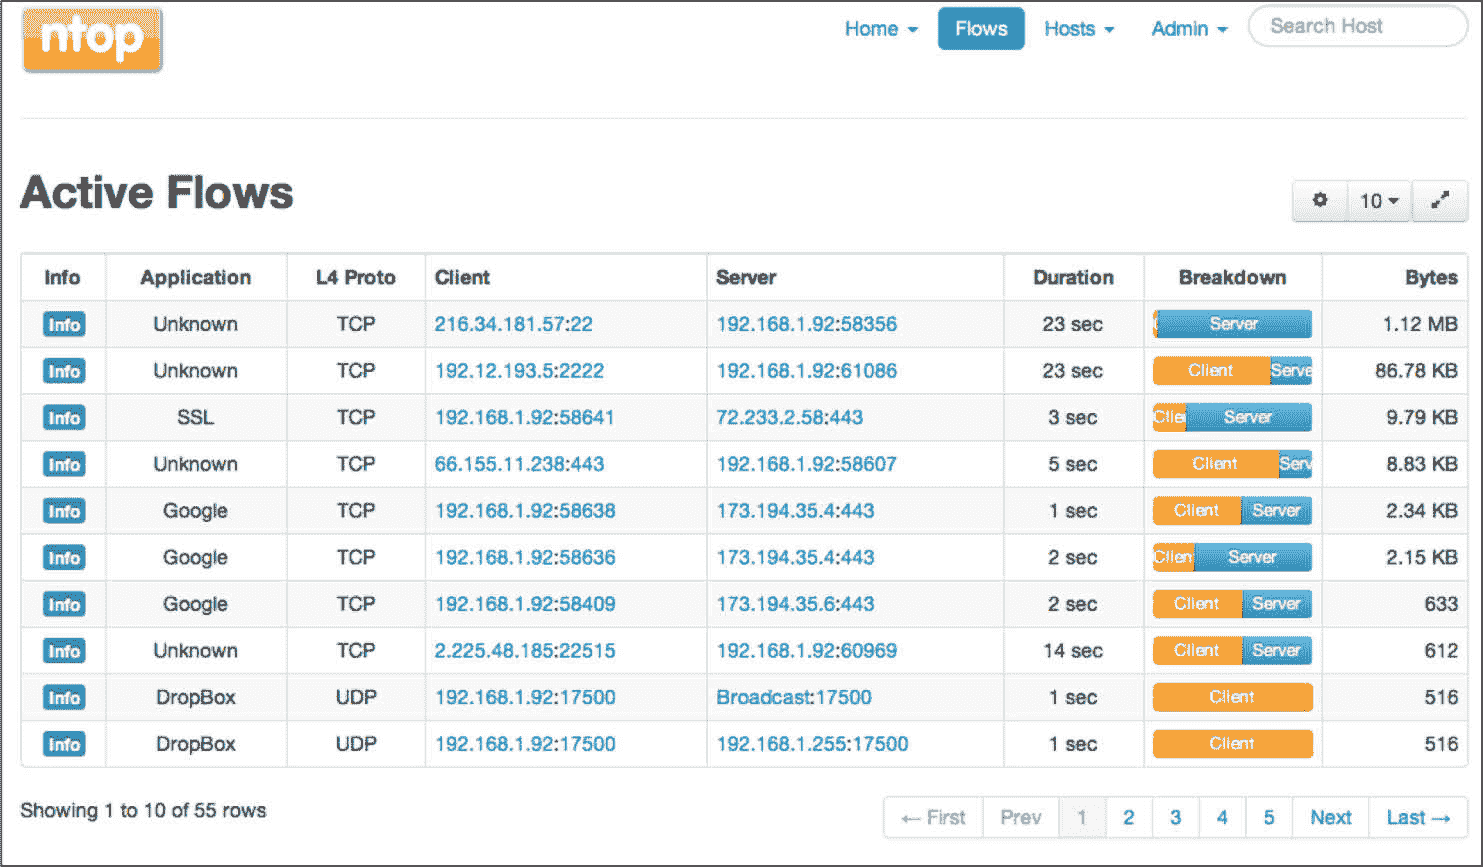 ntop
Home Flows Hosts Admin Search Host
Active Flows
10
Info Application L4 Proto Client Server Duration Breakdown Bytes
Info Unknown TCP 216.34.181.57:22 192.168.1.92:58356 23 sec Server 1.12 MB
Info Unknown TCP 192.12.193.5:2222 192.168.1.92:61086 23 sec Client Serve 86.78 KB
Info SSL TCP 192.168.1.92:58641 72.233.2.58:443 3 sec Clie Server 9.79 KB
Info Unknown TCP 66.155.11.238:443 192.168.1.92:58607 5 sec Client Serv 8.83 KB
Info Google TCP 192.168.1.92:58638 173.194.35.4:443 1 sec Client Server 2.34 KB
Info Google TCP 192.168.1.92:58636 173.194.35.4:443 2 sec Clien Server 2.15 KB
Info Google TCP 192.168.1.92:58409 173.194.35.6:443 2 sec Client Server 633
Info Unknown TCP 2.225.48.185:22515 192.168.1.92:60969 14 sec Client Server 612
Info DropBox UDP 192.168.1.92:17500 Broadcast:17500 1 sec Client 516
Info DropBox UDP 192.168.1.92:17500 192.168.1.255:17500 1 sec Client 516
Showing 1 to 10 of 55 rows ← First Prev 1 2 3 4 5 Next Last →